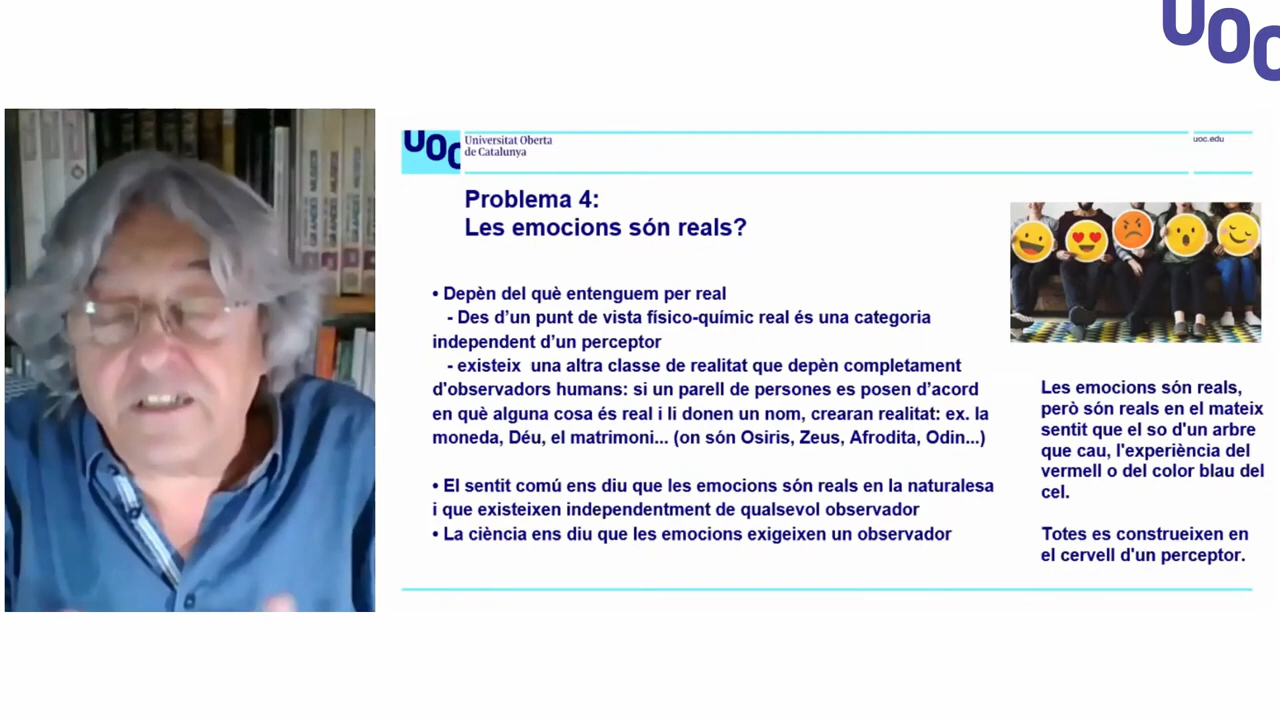 UOC
UOC
Universitat Oberta
de Catalunya
uoc.edu
Problema 4:
Les emocions són reals?
• Depèn del què entenguem per real
- Des d’un punt de vista físico-químic real és una categoria
independent d’un perceptor
- existeix una altra classe de realitat que depèn completament
d'observadors humans: si un parell de persones es posen d’acord
en què alguna cosa és real i li donen un nom, crearan realitat: ex. la
moneda, Déu, el matrimoni... (on són Osiris, Zeus, Afrodita, Odin...)
• El sentit comú ens diu que les emocions són reals en la naturalesa
i que existeixen independentment de qualsevol observador
• La ciència ens diu que les emocions exigeixen un observador
Les emocions són reals,
però són reals en el mateix
sentit que el so d'un arbre
que cau, l'experiència del
vermell o del color blau del
cel.
Totes es construeixen en
el cervell d'un perceptor.